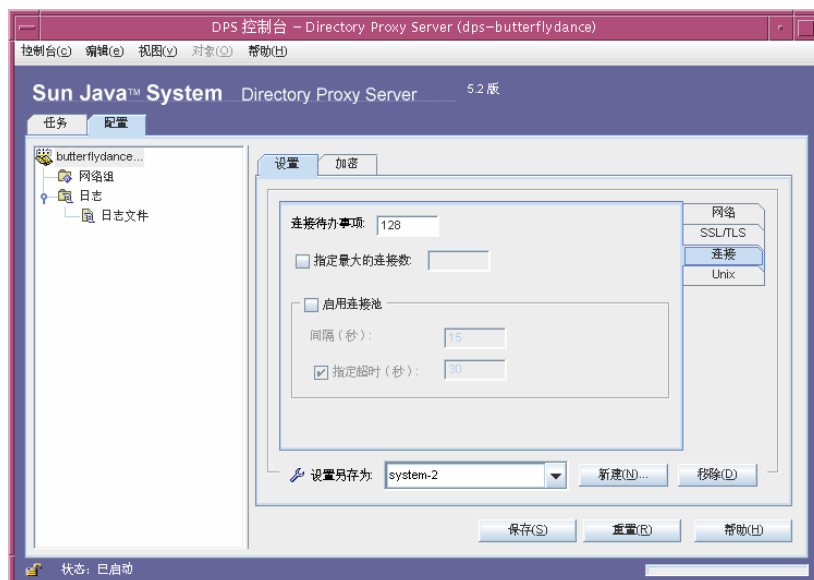 DPS 控制台 – Directory Proxy Server (dps–butterflydance)
控制台(C) 编辑(e) 视图(V) 对象(O) 帮助(H)
Sun Java™ System Directory Proxy Server 5.2 版
任务 配置
butterflydance...
网络组
日志
日志文件
设置 加密
连接待办事项: 128
指定最大的连接数:
启用连接池
间隔 (秒) : 15
指定超时 (秒) : 30
网络
SSL/TLS
连接
Unix
设置另存为: system-2 新建(N)... 移除(D)
保存(S) 重置(R) 帮助(H)
状态: 已启动